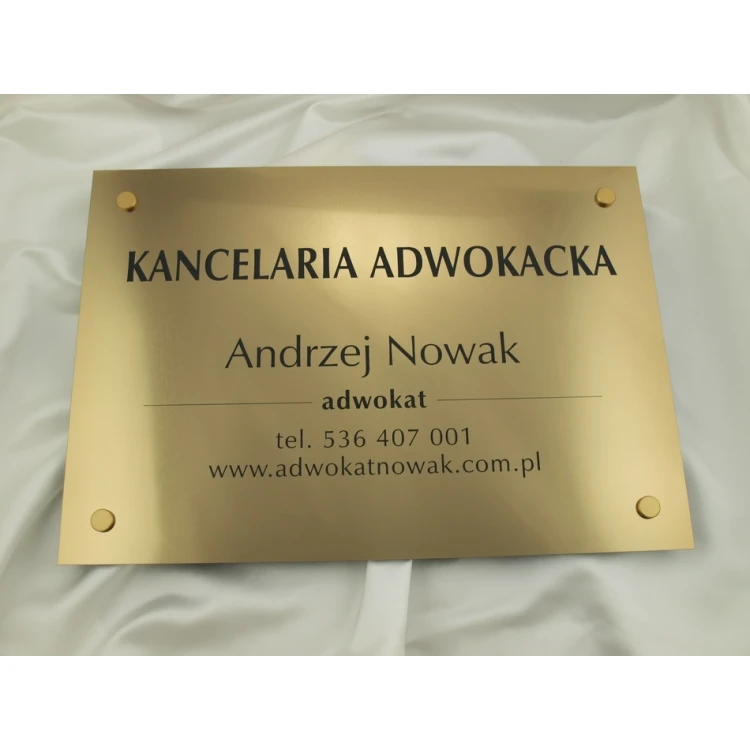 KANCELARIA ADWOKACKA
Andrzej Nowak
adwokat
tel. 536 407 001
www.adwokatnowak.com.pl